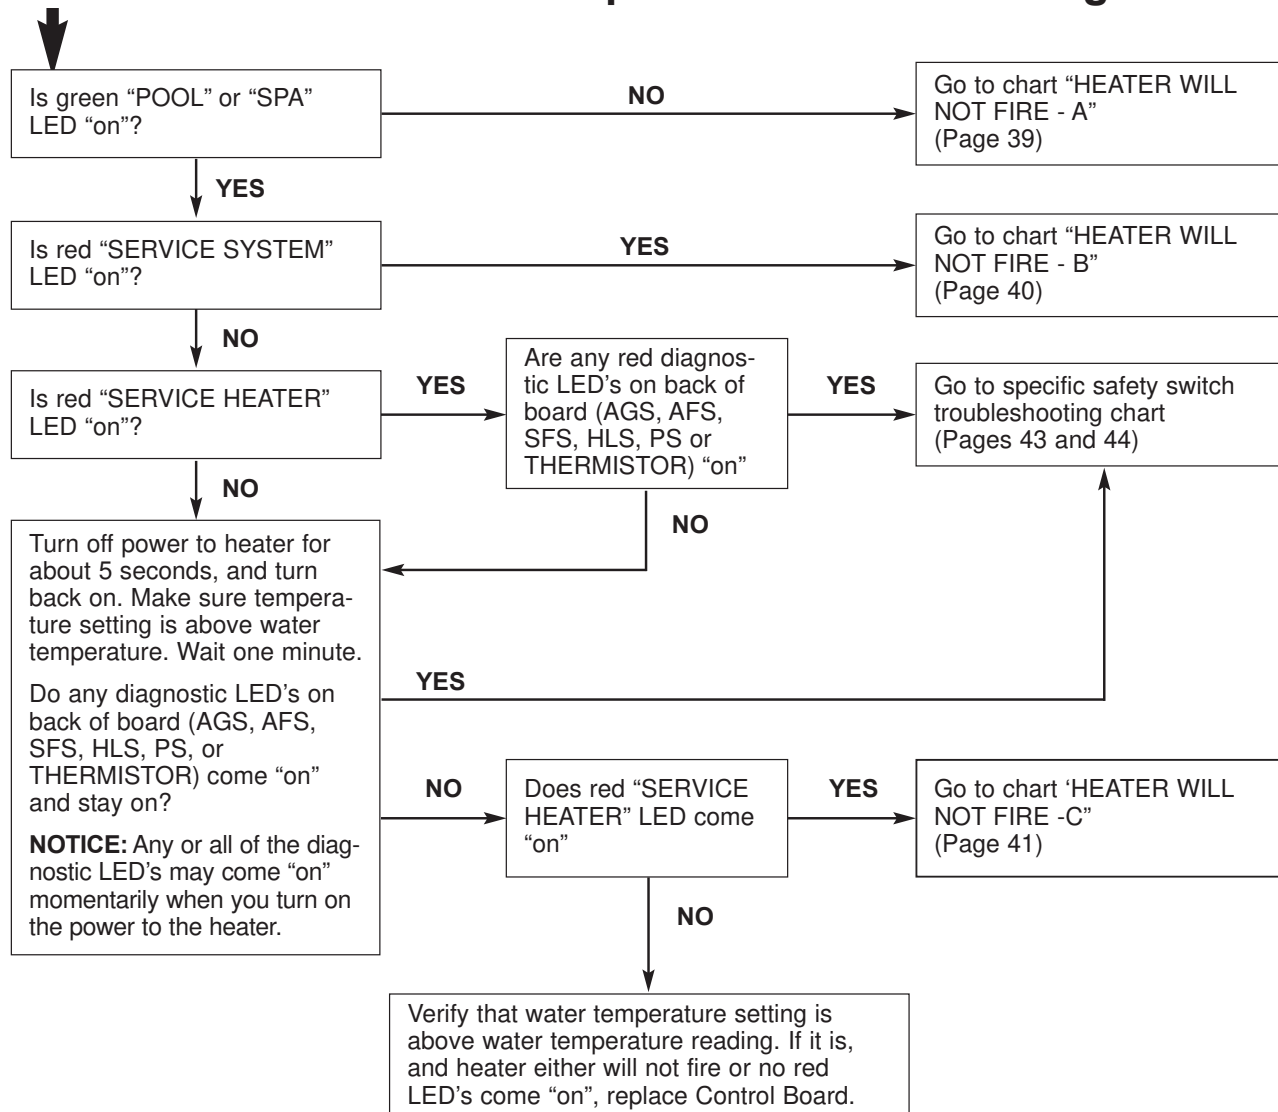 Is green “POOL” or “SPA”
LED “on”?
NO
Go to chart “HEATER WILL
NOT FIRE - A”
(Page 39)
YES
Is red “SERVICE SYSTEM”
LED “on”?
YES
Go to chart “HEATER WILL
NOT FIRE - B”
(Page 40)
NO
Is red “SERVICE HEATER”
LED “on”?
YES
Are any red diagnos-
tic LED's on back of
board (AGS, AFS,
SFS, HLS, PS or
THERMISTOR) “on”
YES
Go to specific safety switch
troubleshooting chart
(Pages 43 and 44)
NO
NO
Turn off power to heater for
about 5 seconds, and turn
back on. Make sure tempera-
ture setting is above water
temperature. Wait one minute.
Do any diagnostic LED's on
back of board (AGS, AFS,
SFS, HLS, PS, or
THERMISTOR) come “on”
and stay on?
NOTICE: Any or all of the diag-
nostic LED's may come “on”
momentarily when you turn on
the power to the heater.
YES
NO
Does red “SERVICE
HEATER” LED come
“on”
YES
Go to chart ‘HEATER WILL
NOT FIRE -C”
(Page 41)
NO
Verify that water temperature setting is
above water temperature reading. If it is,
and heater either will not fire or no red
LED's come “on”, replace Control Board.